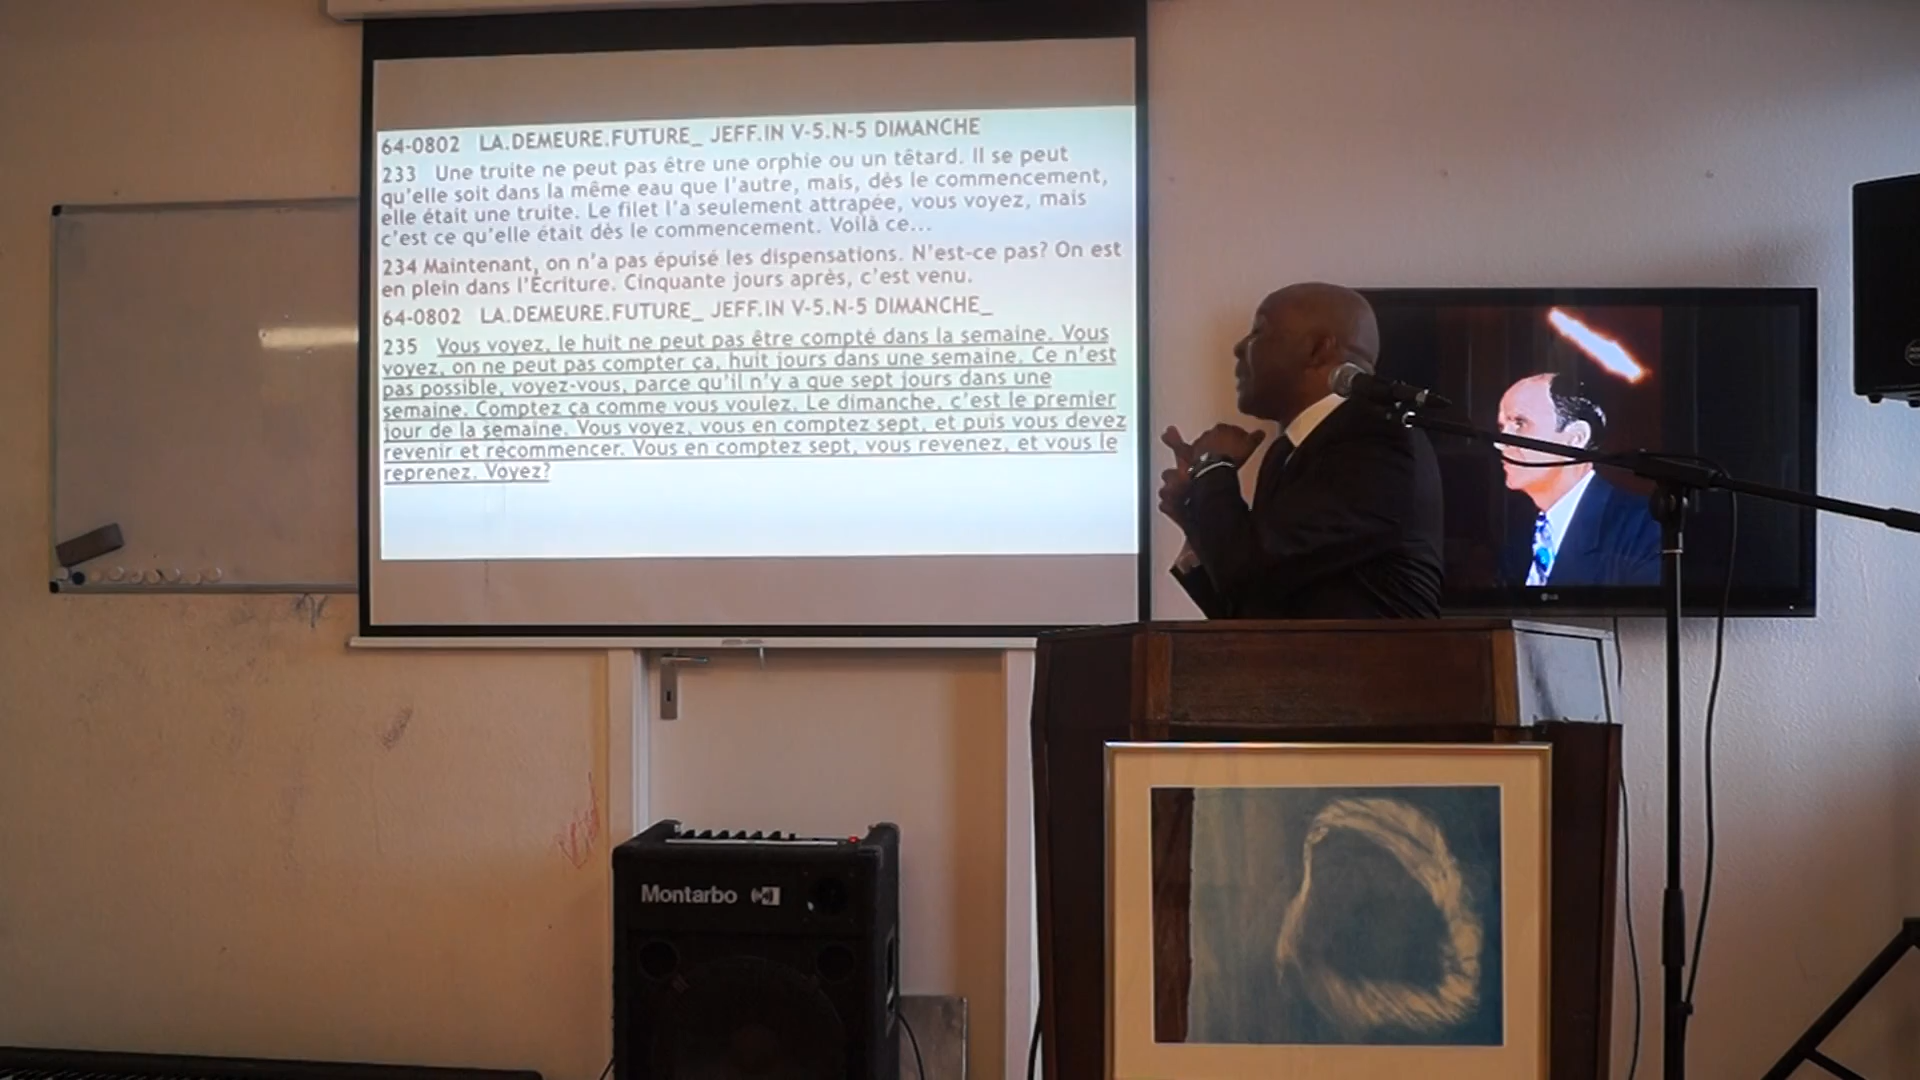 64-0802 LA.DEMEURE.FUTURE_ JEFF.IN V-5.N-5 DIMANCHE
233 Une truite ne peut pas être une orphie ou un têtard. Il se peut
qu'elle soit dans la même eau que l'autre, mais, dès le commencement,
elle était une truite. Le filet l'a seulement attrapée, vous voyez, mais
c'est ce qu'elle était dès le commencement. Voilà ce...
234 Maintenant, on n'a pas épuisé les dispensations. N'est-ce pas? On est
en plein dans l'Écriture. Cinquante jours après, c'est venu.
64-0802 LA.DEMEURE.FUTURE_ JEFF.IN V-5.N-5 DIMANCHE_
235 Vous voyez, le huit ne peut pas être compté dans la semaine. Vous
voyez, on ne peut pas compter ça, huit jours dans une semaine. Ce n'est
pas possible, voyez-vous, parce qu'il n'y a que sept jours dans une
semaine. Comptez ça comme vous voulez. Le dimanche, c'est le premier
jour de la semaine. Vous voyez, vous en comptez sept, et puis vous devez
revenir et recommencer. Vous en comptez sept, vous revenez, et vous le
reprenez. Voyez?
LG
Montarbo